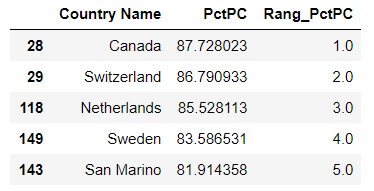 Country Name PctPC Rang_PctPC
28 Canada 87.728023 1.0
29 Switzerland 86.790933 2.0
118 Netherlands 85.528113 3.0
149 Sweden 83.586531 4.0
143 San Marino 81.914358 5.0